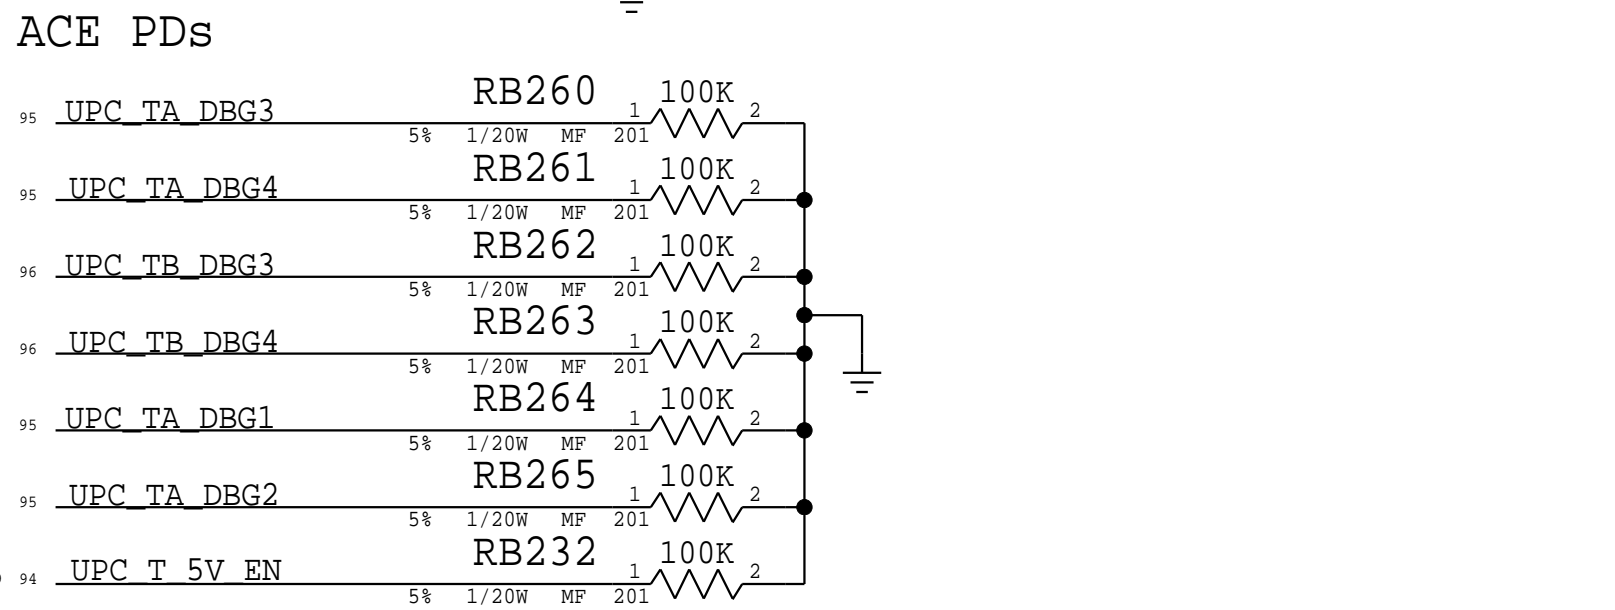 ACE PDs
95 UPC_TA_DBG3 RB260 1 100K 2
5% 1/20W MF 201
95 UPC_TA_DBG4 RB261 1 100K 2
5% 1/20W MF 201
96 UPC_TB_DBG3 RB262 1 100K 2
5% 1/20W MF 201
96 UPC_TB_DBG4 RB263 1 100K 2
5% 1/20W MF 201
95 UPC_TA_DBG1 RB264 1 100K 2
5% 1/20W MF 201
95 UPC_TA_DBG2 RB265 1 100K 2
5% 1/20W MF 201
94 UPC_T_5V_EN RB232 1 100K 2
5% 1/20W MF 201